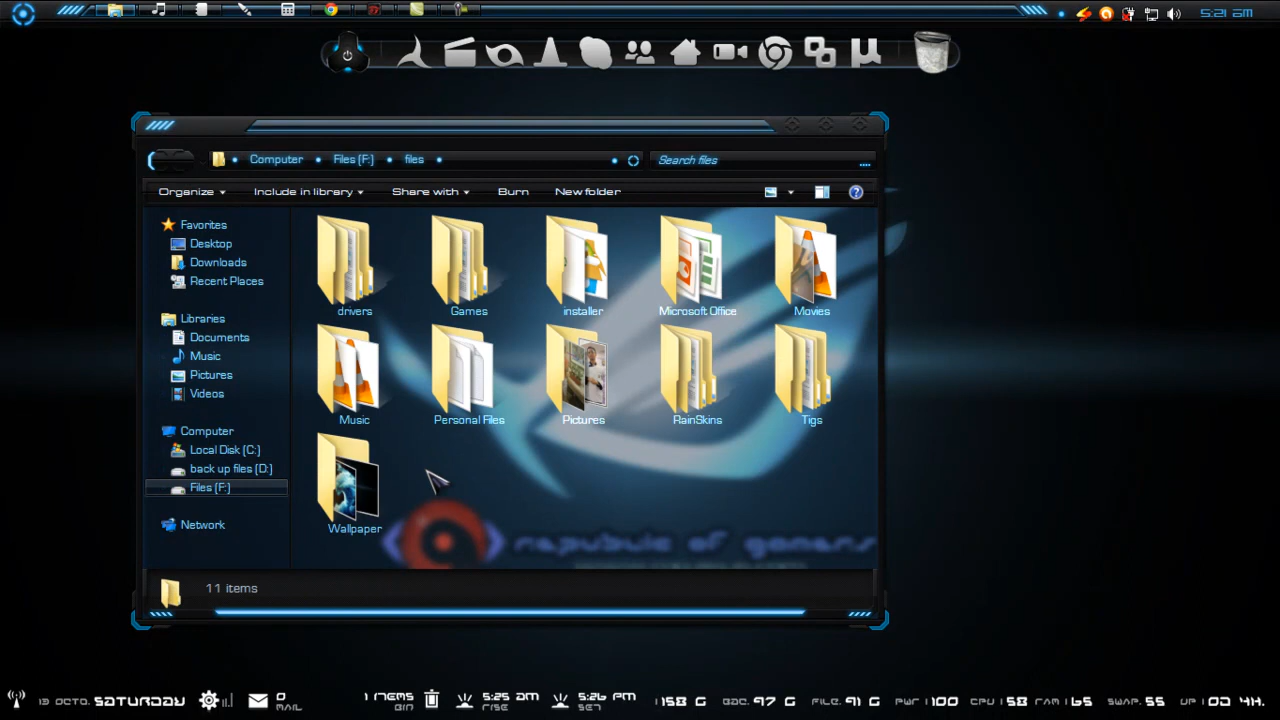 5:21 am
Computer Files (F:) files
Search files
Organize Include in library Share with Burn New folder
Favorites
Desktop
Downloads
Recent Places
Libraries
Documents
Music
Pictures
Videos
Computer
Local Disk (C:)
back up files (D:)
Files (F:)
Network
drivers Games installer Microsoft Office Movies
Music Personal Files Pictures RainSkins Tigs
Wallpaper
republic of gamers
11 items
13 OCTO. SATURDAY
0
MAIL
1 ITEMS
BIN
5:25 AM
RISE
5:26 PM
SET
158 G BAC. 97 G FILE. 91 G PWR 100 CPU 58 RAM 65 SWAP. 55 UP